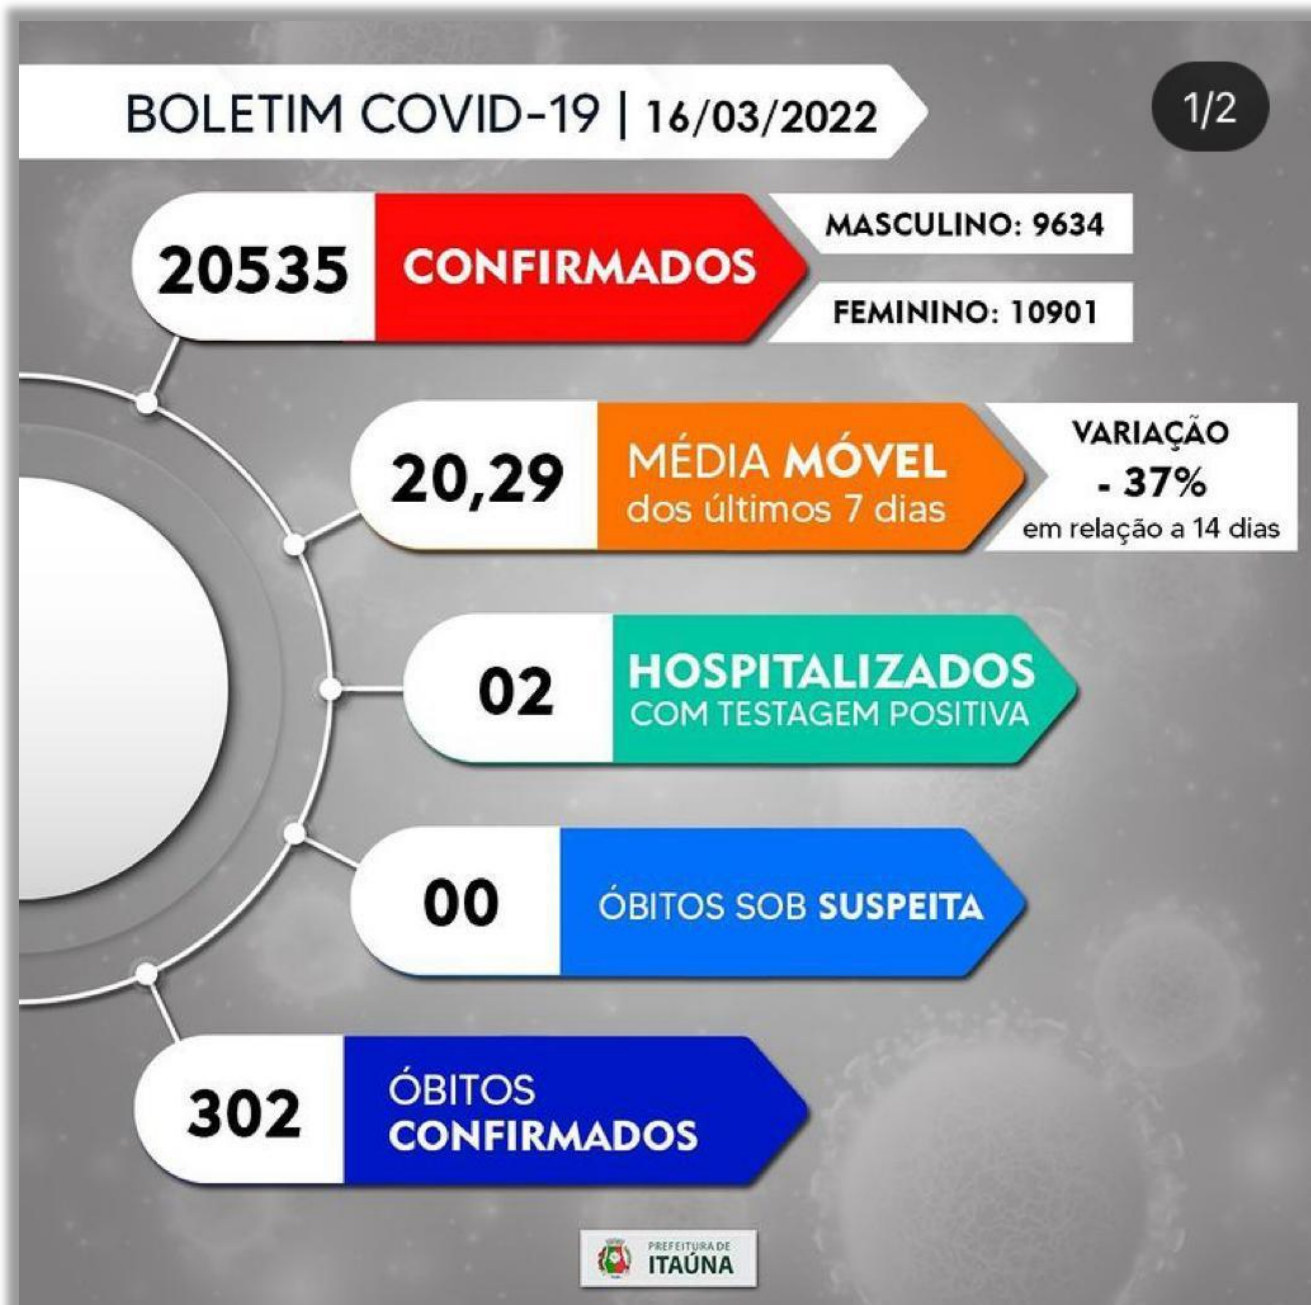 BOLETIM COVID-19 | 16/03/2022
1/2
20535
CONFIRMADOS
MASCULINO: 9634
FEMININO: 10901
20,29
MÉDIA MÓVEL
dos últimos 7 dias
VARIAÇÃO
- 37%
em relação a 14 dias
02
HOSPITALIZADOS
COM TESTAGEM POSITIVA
00
ÓBITOS SOB SUSPEITA
302
ÓBITOS
CONFIRMADOS
PREFEITURA DE
ITAÚNA